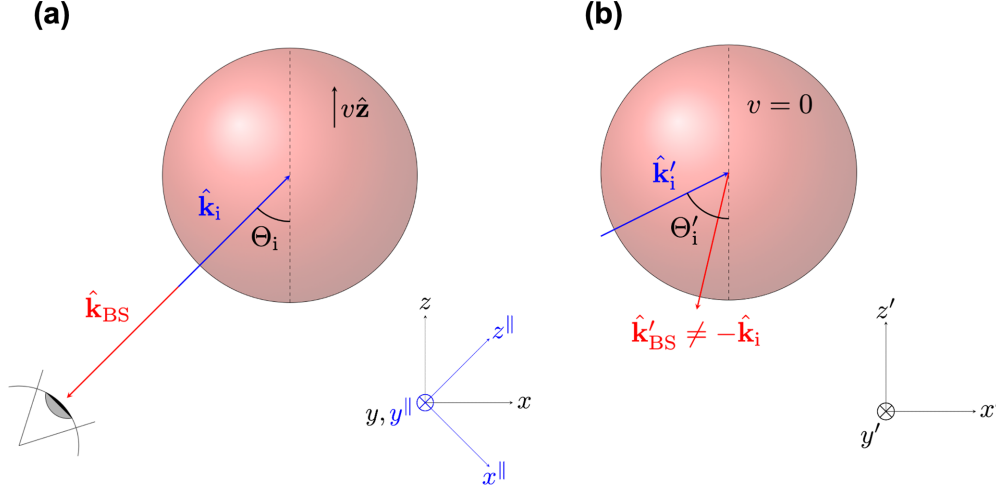 (a)
v𝐳̂
𝐤̂ᵢ
Θᵢ
𝐤̂_BS
z
z∥
x
y, y∥
x∥
(b)
v = 0
𝐤̂′ᵢ
Θ′ᵢ
𝐤̂′_BS ≠ −𝐤̂ᵢ
z′
x′
y′